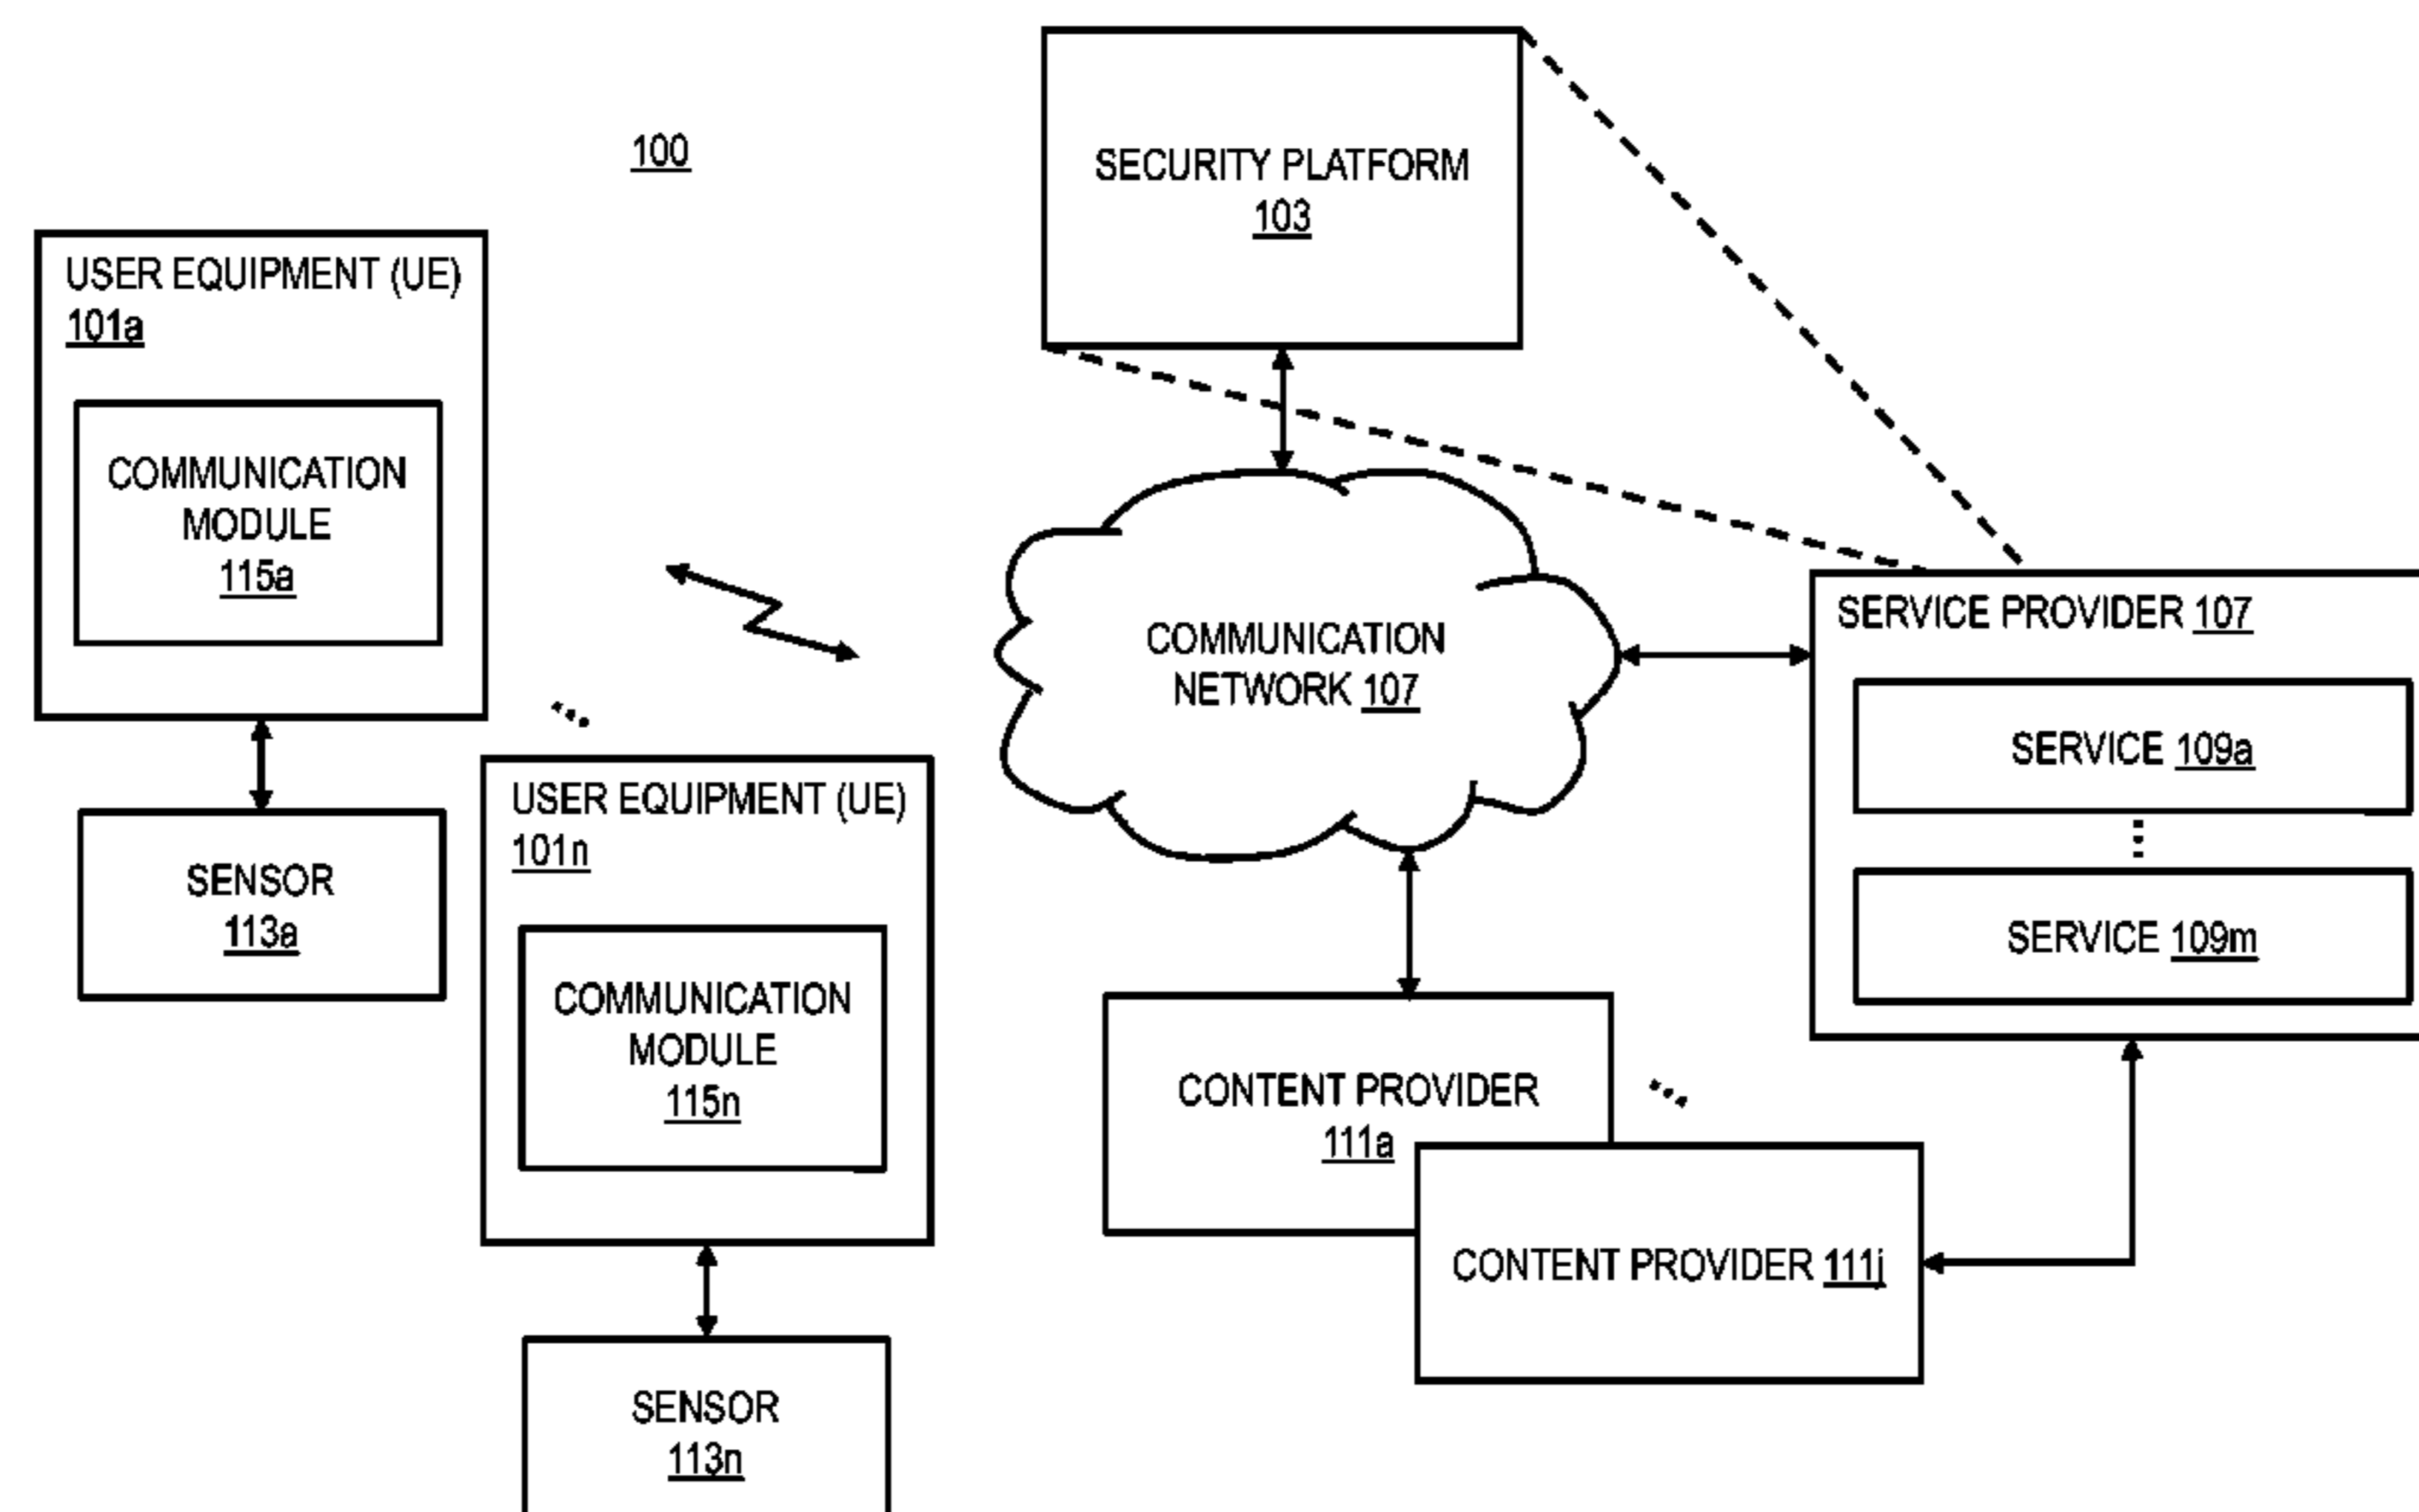 100
SECURITY PLATFORM
103
USER EQUIPMENT (UE)
101a
COMMUNICATION
MODULE
115a
SENSOR
113a
USER EQUIPMENT (UE)
101n
COMMUNICATION
MODULE
115n
SENSOR
113n
COMMUNICATION
NETWORK 107
SERVICE PROVIDER 107
SERVICE 109a
SERVICE 109m
CONTENT PROVIDER
111a
CONTENT PROVIDER 111j